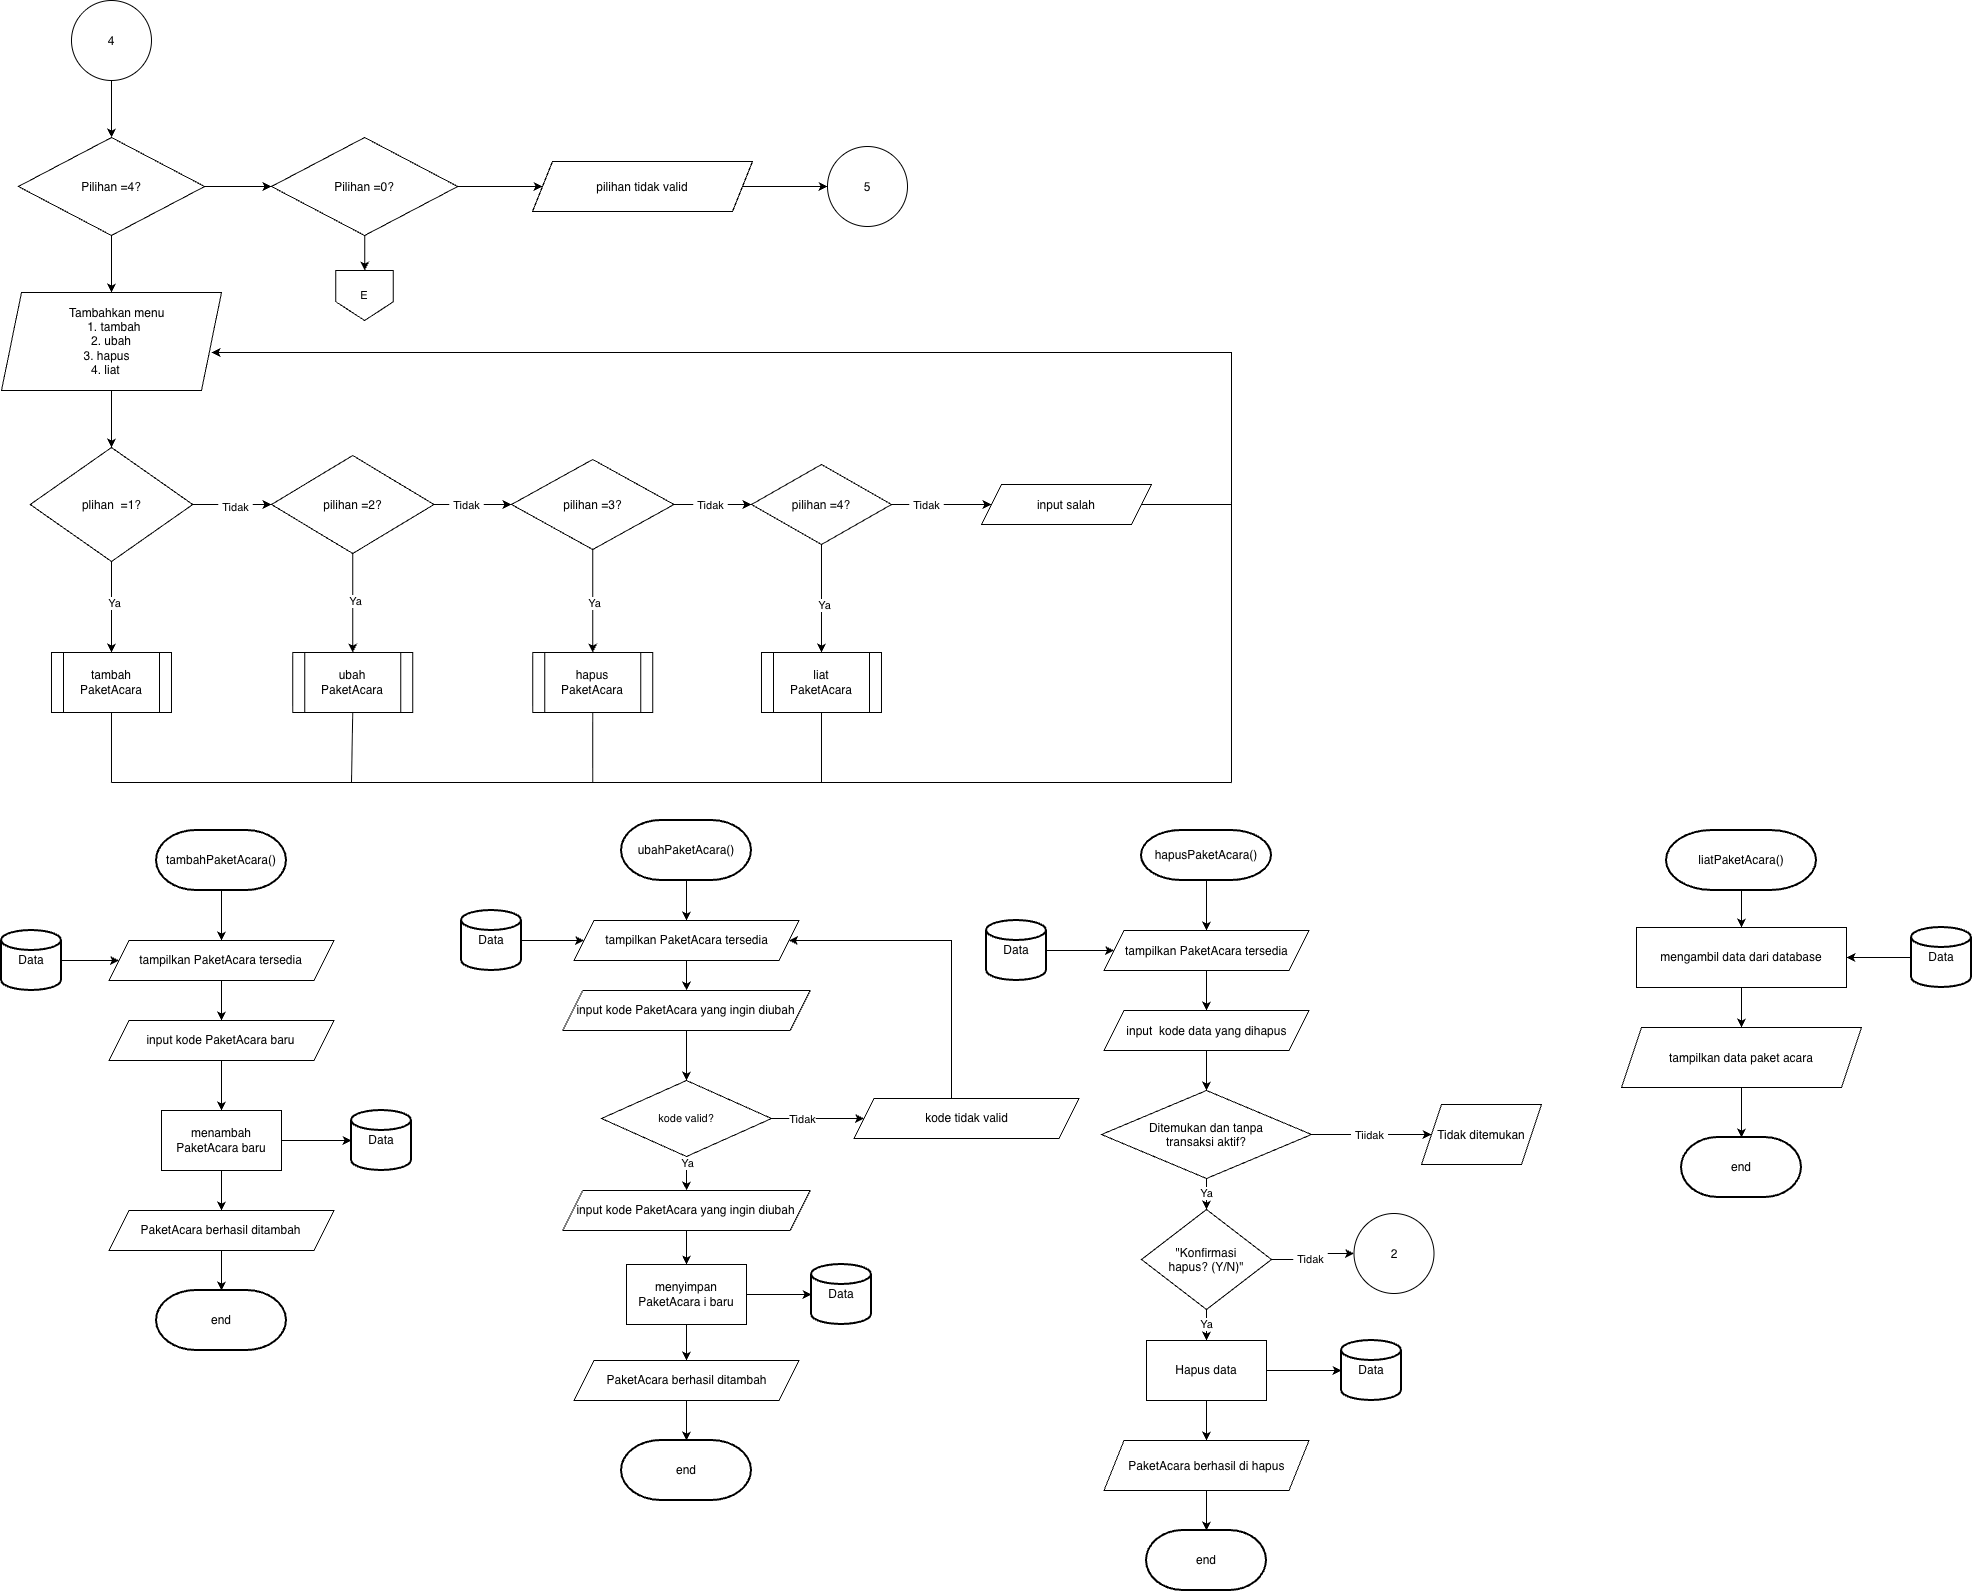 4
Pilihan =4?
Pilihan =0?
pilihan tidak valid
5
E
Tambahkan menu
1. tambah
2. ubah
3. hapus
4. liat
plihan  =1?
Tidak
pilihan =2?
Tidak
pilihan =3?
Tidak
pilihan =4?
Tidak
input salah
Ya
Ya
Ya
Ya
tambah
PaketAcara
ubah
PaketAcara
hapus
PaketAcara
liat
PaketAcara
tambahPaketAcara()
Data
tampilkan PaketAcara tersedia
input kode PaketAcara baru
menambah
PaketAcara baru
Data
PaketAcara berhasil ditambah
end
ubahPaketAcara()
Data
tampilkan PaketAcara tersedia
input kode PaketAcara yang ingin diubah
kode valid?
Tidak
kode tidak valid
Ya
input kode PaketAcara yang ingin diubah
menyimpan
PaketAcara i baru
Data
PaketAcara berhasil ditambah
end
hapusPaketAcara()
Data
tampilkan PaketAcara tersedia
input  kode data yang dihapus
Ditemukan dan tanpa
transaksi aktif?
Tiidak
Tidak ditemukan
Ya
"Konfirmasi
hapus? (Y/N)"
Tidak
2
Ya
Hapus data
Data
PaketAcara berhasil di hapus
end
liatPaketAcara()
mengambil data dari database
Data
tampilkan data paket acara
end